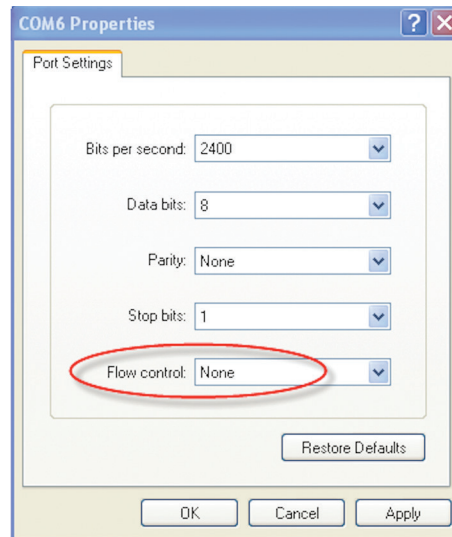 COM6 Properties
Port Settings
Bits per second: 2400
Data bits: 8
Parity: None
Stop bits: 1
Flow control: None
Restore Defaults
OK Cancel Apply